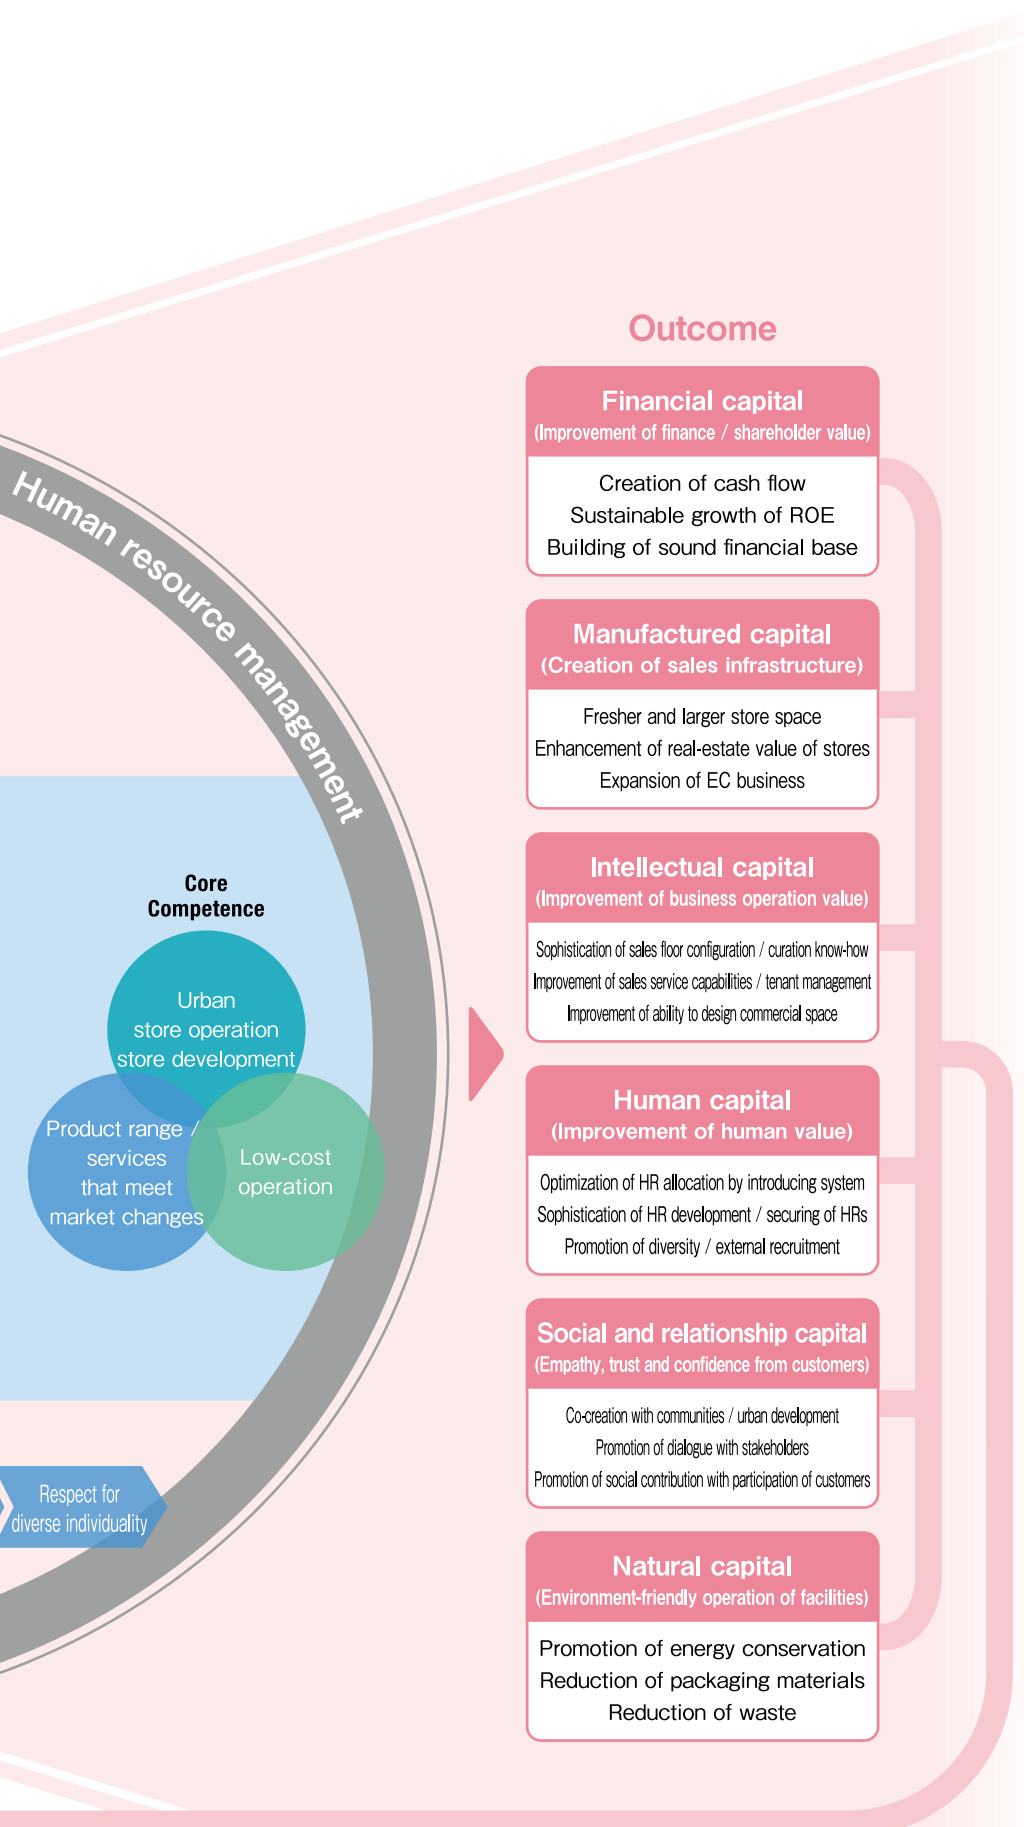 Human resource management
Core
Competence
Urban
store operation
store development
Product range /
services
that meet
market changes
Low-cost
operation
Respect for
diverse individuality
Outcome
Financial capital
(Improvement of finance / shareholder value)
Creation of cash flow
Sustainable growth of ROE
Building of sound financial base
Manufactured capital
(Creation of sales infrastructure)
Fresher and larger store space
Enhancement of real-estate value of stores
Expansion of EC business
Intellectual capital
(Improvement of business operation value)
Sophistication of sales floor configuration / curation know-how
Improvement of sales service capabilities / tenant management
Improvement of ability to design commercial space
Human capital
(Improvement of human value)
Optimization of HR allocation by introducing system
Sophistication of HR development / securing of HRs
Promotion of diversity / external recruitment
Social and relationship capital
(Empathy, trust and confidence from customers)
Co-creation with communities / urban development
Promotion of dialogue with stakeholders
Promotion of social contribution with participation of customers
Natural capital
(Environment-friendly operation of facilities)
Promotion of energy conservation
Reduction of packaging materials
Reduction of waste